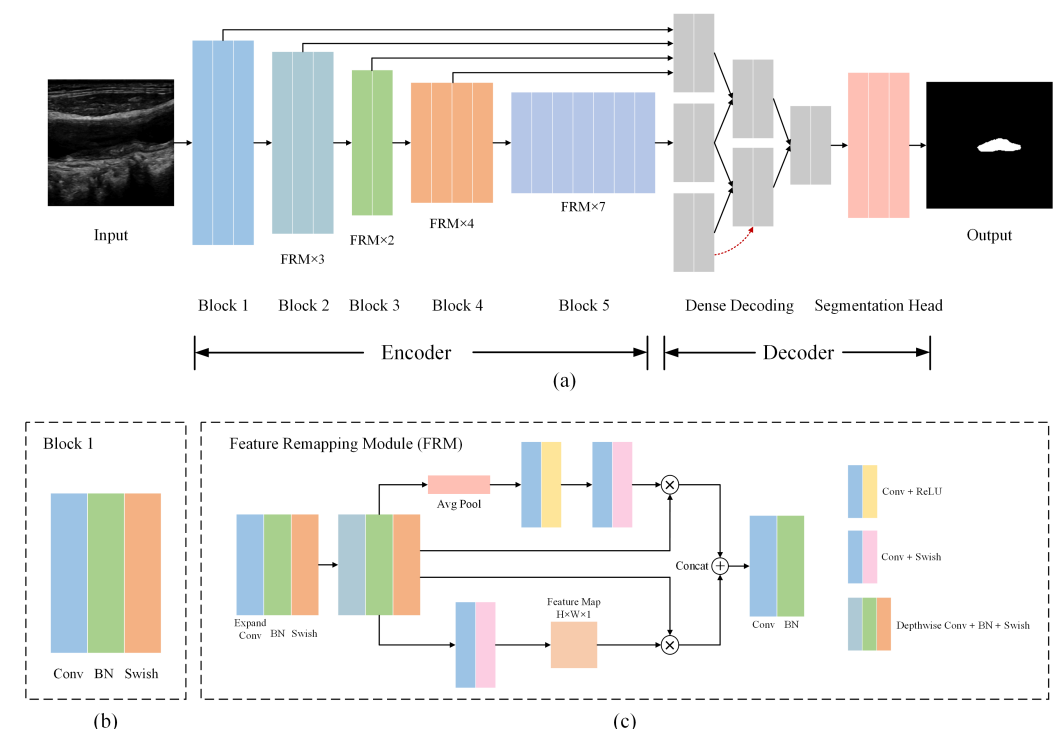 Input
FRM×3
FRM×2
FRM×4
FRM×7
Output
Block 1
Block 2
Block 3
Block 4
Block 5
Dense Decoding
Segmentation Head
Encoder
Decoder
(a)
Block 1
Conv
BN
Swish
(b)
Feature Remapping Module (FRM)
Expand
Conv
BN
Swish
Avg Pool
Feature Map
H×W×1
Concat
Conv
BN
Conv + ReLU
Conv + Swish
Depthwise Conv + BN + Swish
(c)